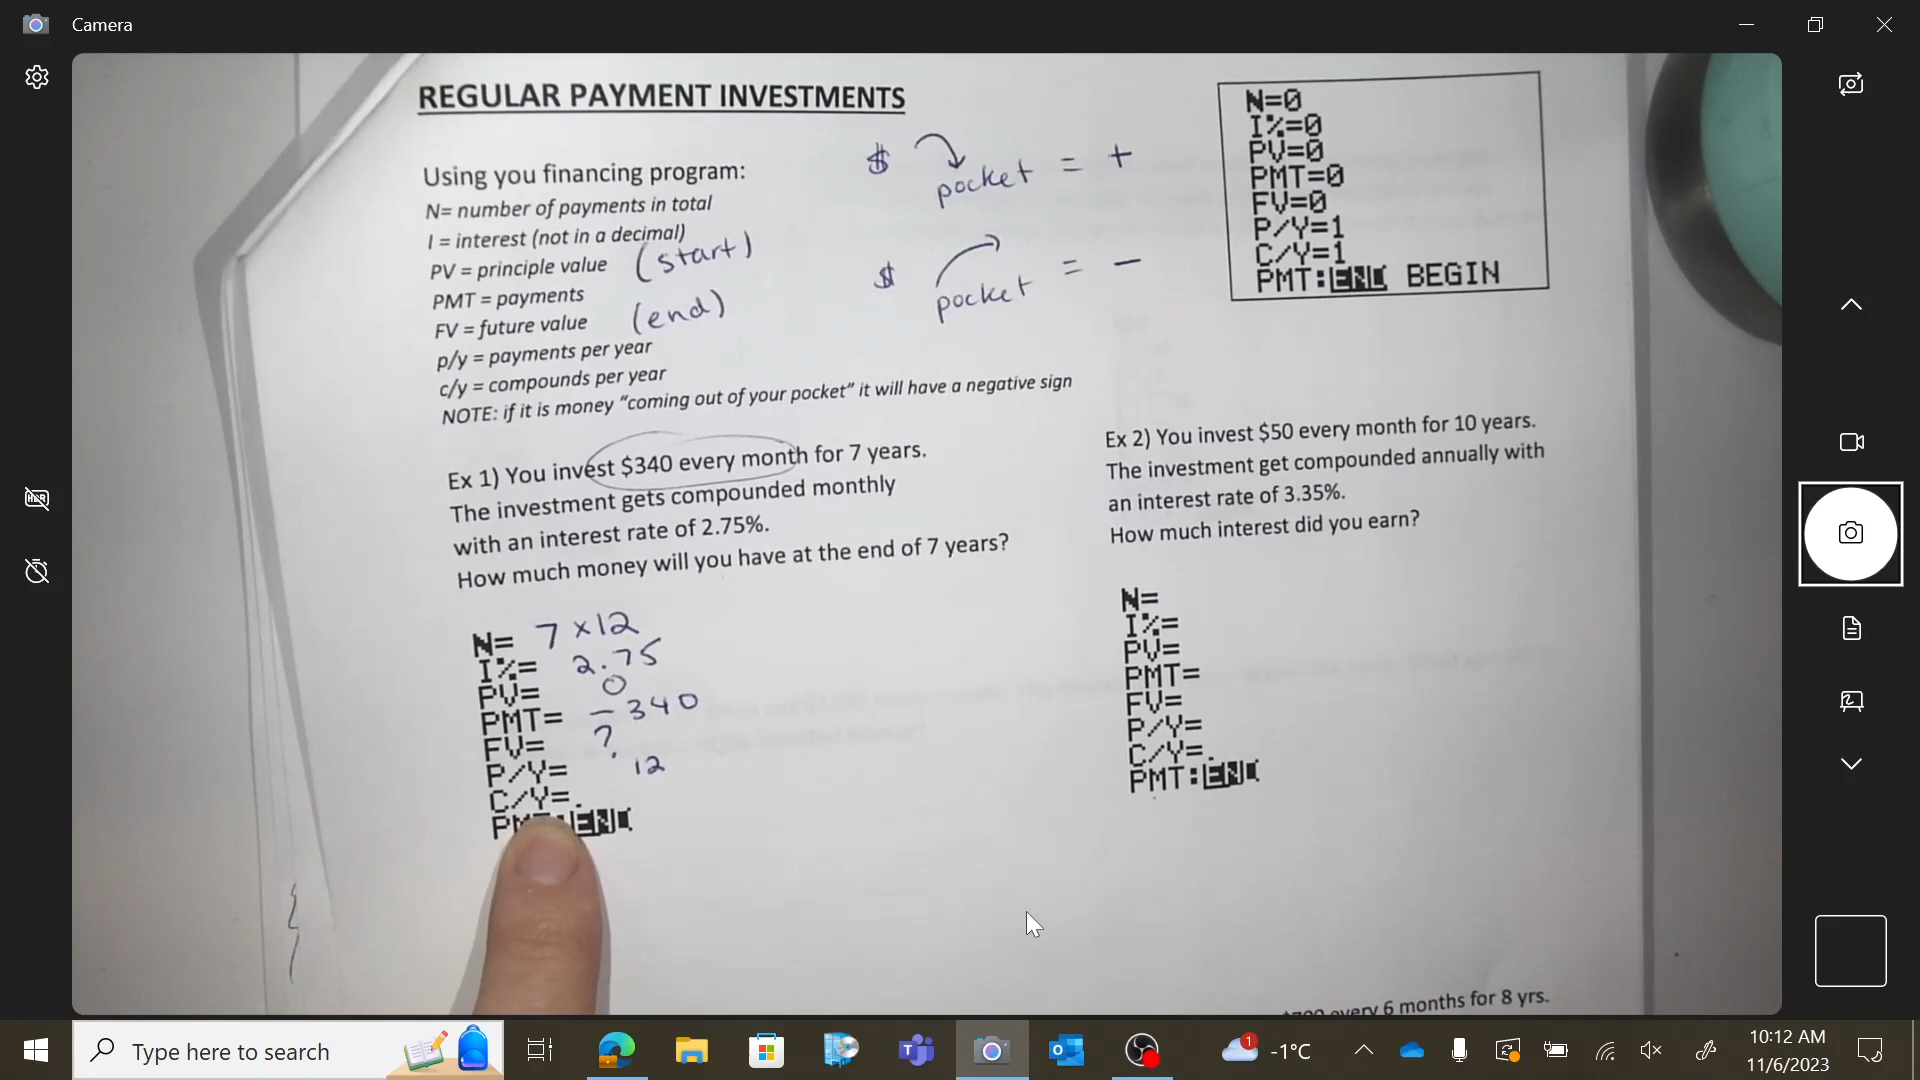 Camera
REGULAR PAYMENT INVESTMENTS
Using you financing program:
N= number of payments in total
I = interest (not in a decimal)
PV = principle value (start)
PMT = payments
FV = future value (end)
p/y = payments per year
c/y = compounds per year
NOTE: if it is money “coming out of your pocket” it will have a negative sign
$ pocket = +
$ pocket = −
N=0
I%=0
PV=0
PMT=0
FV=0
P/Y=1
C/Y=1
PMT:END BEGIN
Ex 1) You invest $340 every month for 7 years.
The investment gets compounded monthly
with an interest rate of 2.75%.
How much money will you have at the end of 7 years?
N= 7 x12
I%= 2.75
PV= 0
PMT= −340
FV= ?
P/Y= 12
C/Y=
PMT:END
Ex 2) You invest $50 every month for 10 years.
The investment get compounded annually with
an interest rate of 3.35%.
How much interest did you earn?
N=
I%=
PV=
PMT=
FV=
P/Y=
C/Y=
PMT:END
every 6 months for 8 yrs.
Type here to search
1
-1°C
10:12 AM
11/6/2023